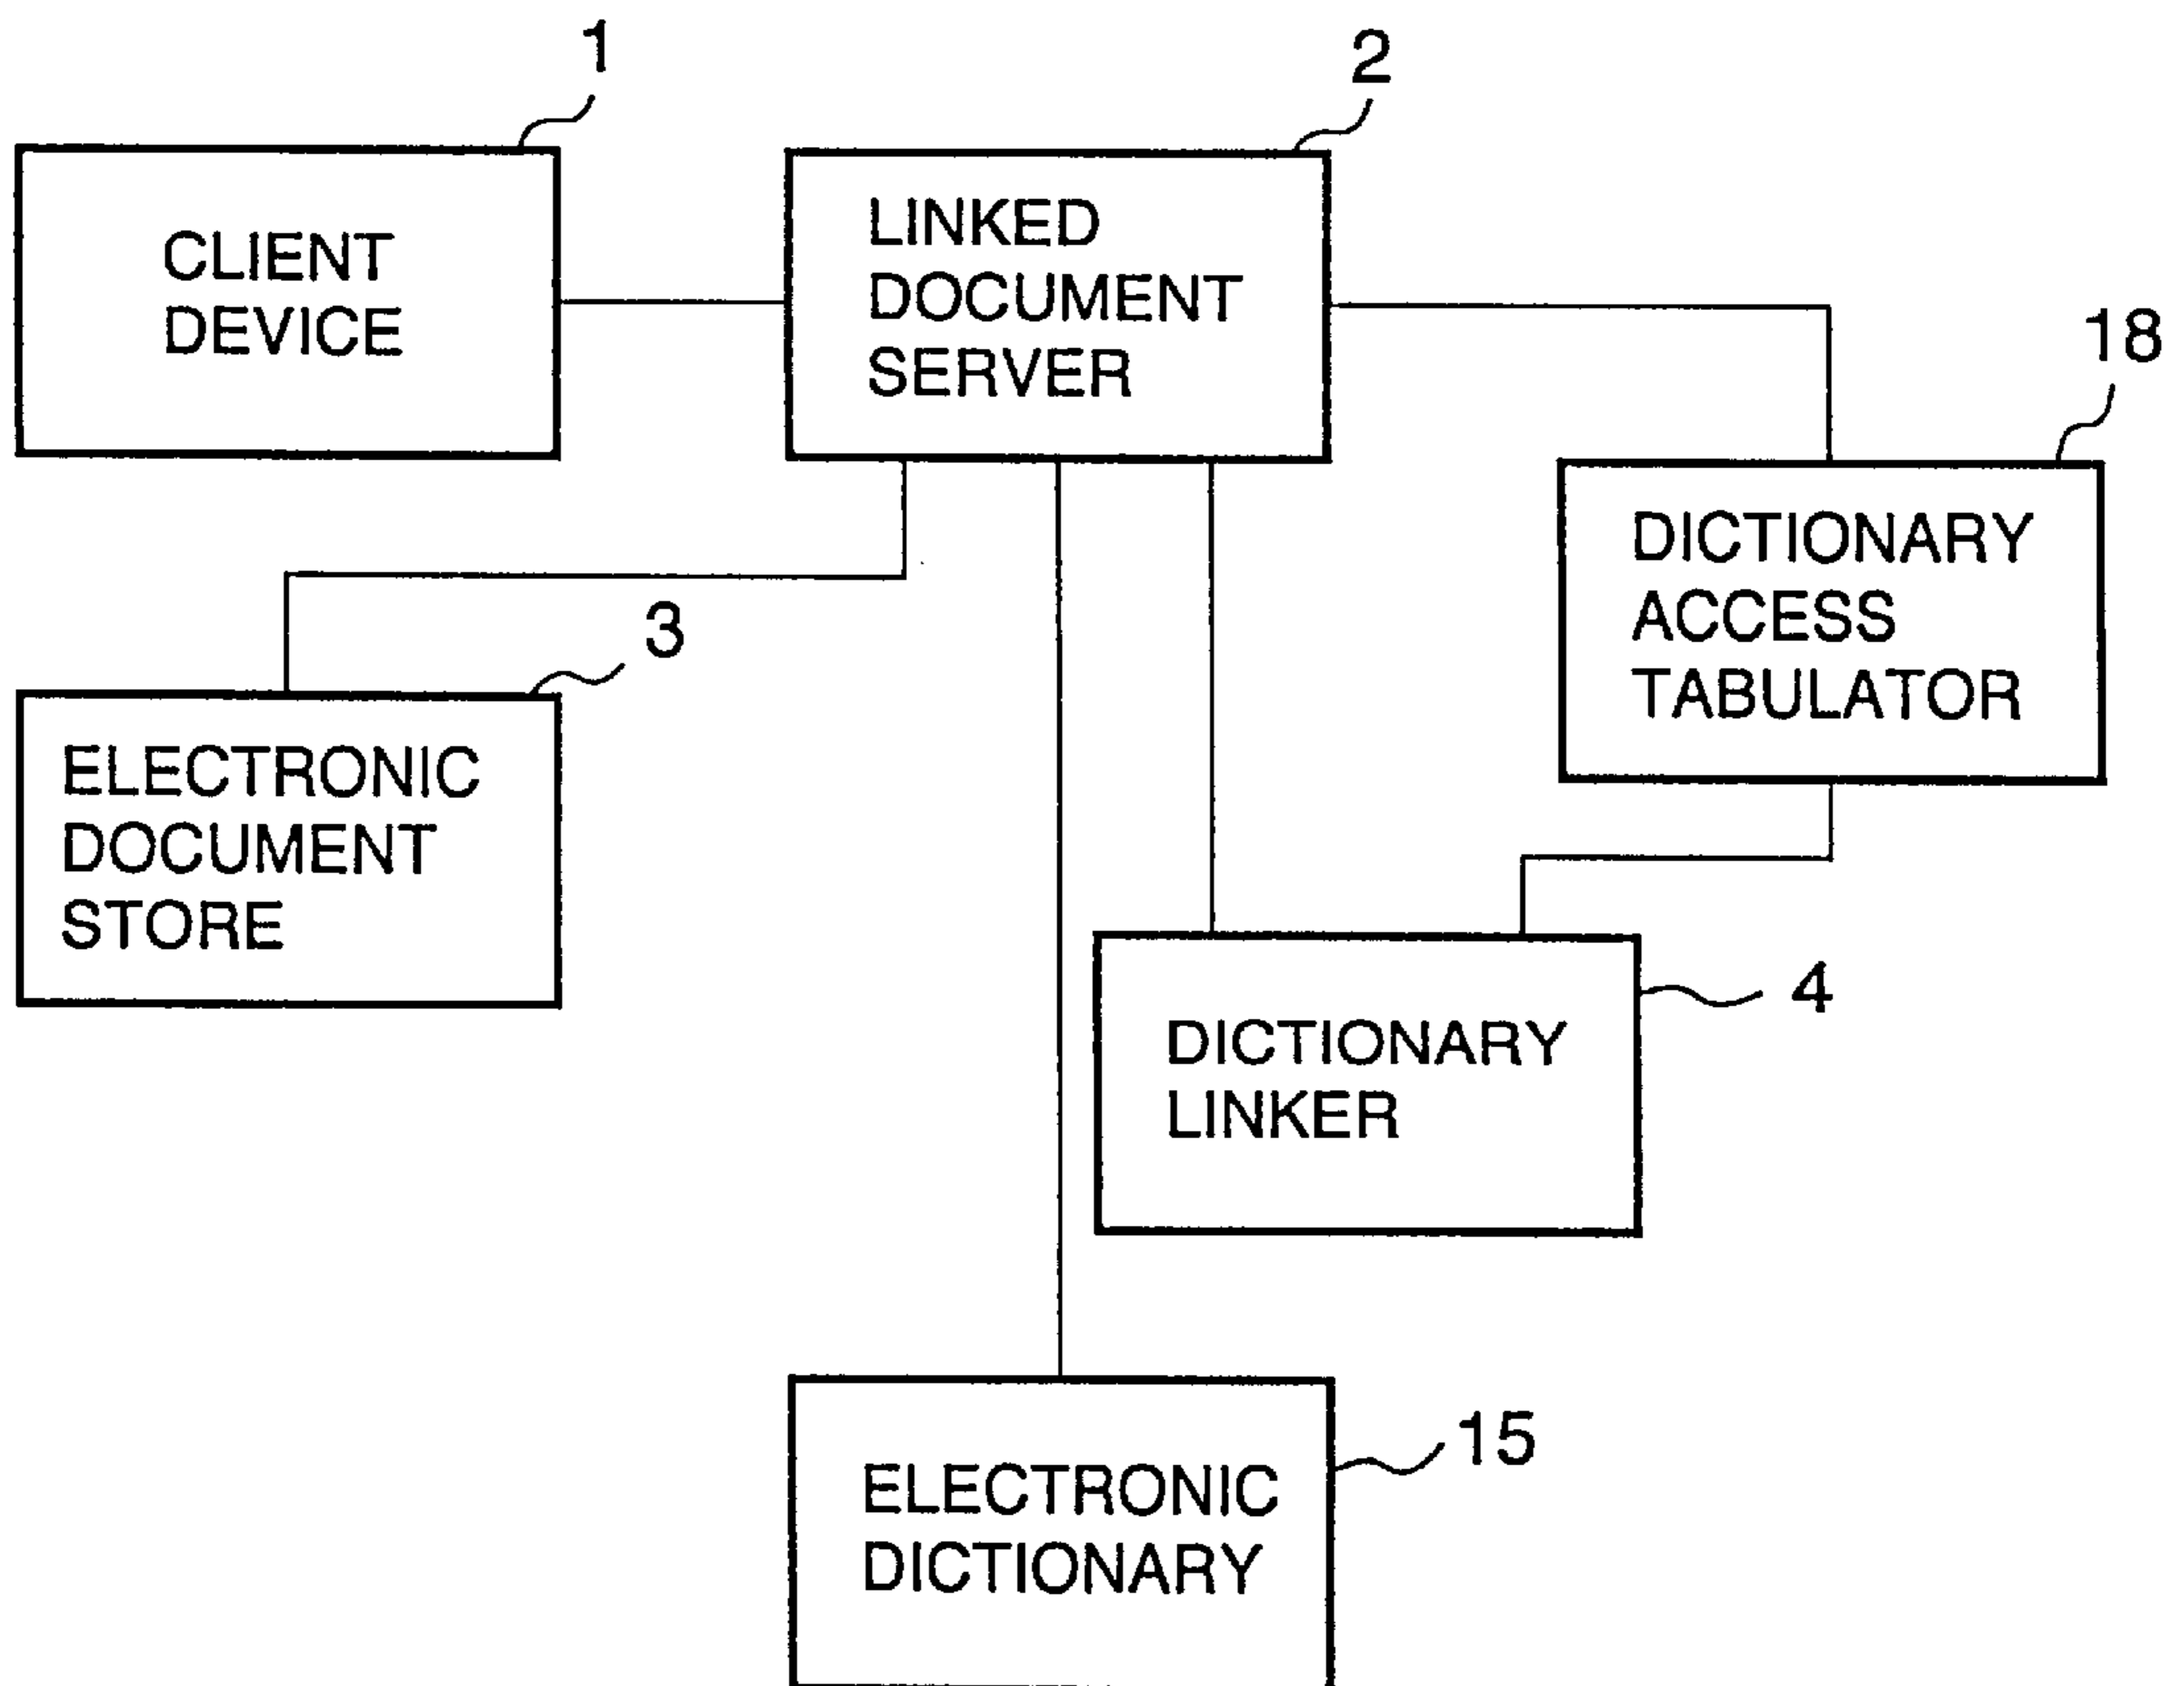 1
2
CLIENT
DEVICE
LINKED
DOCUMENT
SERVER
18
DICTIONARY
ACCESS
TABULATOR
3
ELECTRONIC
DOCUMENT
STORE
4
DICTIONARY
LINKER
15
ELECTRONIC
DICTIONARY